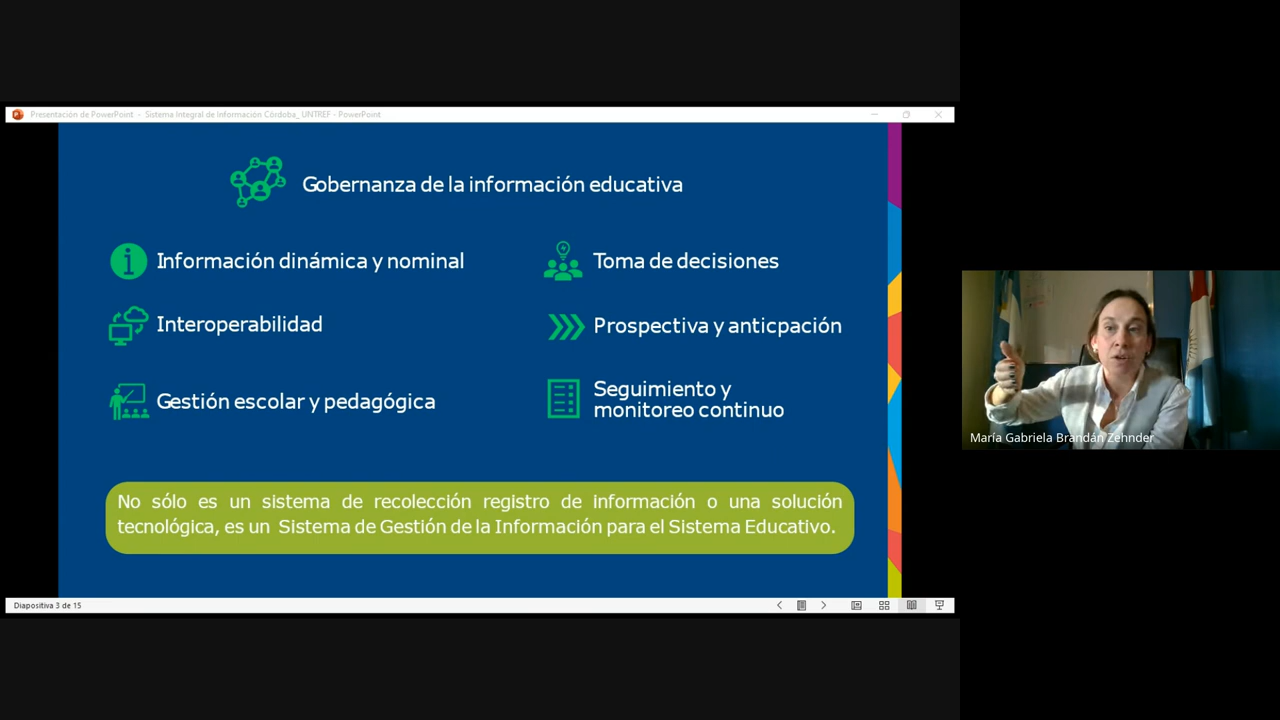 Presentación de PowerPoint - Sistema Integral de Información Córdoba_ UNTREF - PowerPoint
Gobernanza de la información educativa
Información dinámica y nominal
Interoperabilidad
Gestión escolar y pedagógica
Toma de decisiones
Prospectiva y anticpación
Seguimiento y
monitoreo continuo
No sólo es un sistema de recolección registro de información o una solución
tecnológica, es un Sistema de Gestión de la Información para el Sistema Educativo.
Diapositiva 3 de 15
María Gabriela Brandán Zehnder